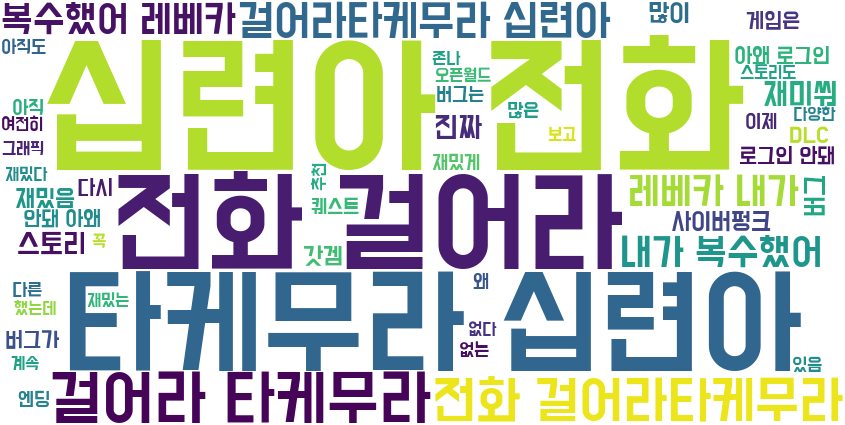 복수했어 레베카
걸어라타케무라 십련아
많이
게임은
아직도
십련아 전화
존나
오픈월드
버그는
많은
진짜
보고
재밌게
아왜 로그인
스토리도
재미쒀
다양한
이제
DLC
로그인 안돼
아직
여전히
그래픽
재밌다
재밌음
다시
안돼 아왜
스토리
꼭
전화 걸어라
추천
퀘스트
갓겜
레베카 내가
버그
사이버펑크
내가 복수했어
타케무라 십련아
다른
했는데
재밌는
버그가
계속
왜
없다
없는
있음
엔딩
걸어라 타케무라
전화 걸어라타케무라